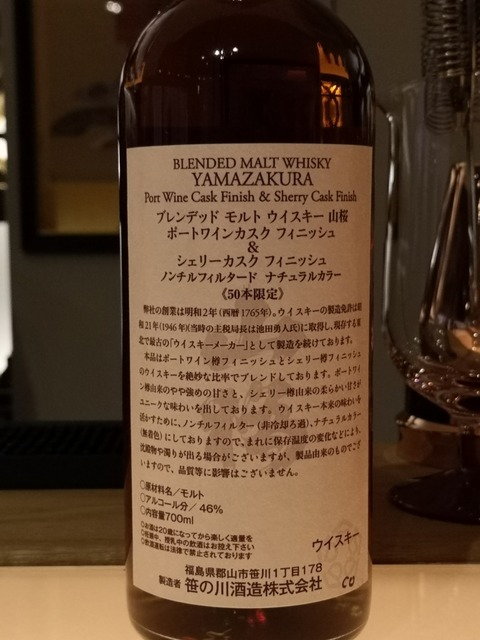 BLENDED MALT WHISKY
YAMAZAKURA
Port Wine Cask Finish & Sherry Cask Finish
ブレンデッド モルト ウイスキー 山桜
ポートワインカスク フィニッシュ
&
シェリーカスク フィニッシュ
ノンチルフィルタード ナチュラルカラー
《50本限定》
弊社の創業は明和2年(西暦1765年)。ウイスキーの製造免許は昭
和21年(1946年)(当時の主税局長は池田勇人氏)に取得し、現存する東
北で最古の「ウイスキーメーカー」として製造を続けております。
本品はポートワイン樽フィニッシュとシェリー樽フィニッシュ
のウイスキーを絶妙な比率でブレンドしております。ポートワイ
ン樽由来のやや強めの甘さと、シェリー樽由来の柔らかい甘さが
ユニークな味わいを出しております。ウイスキー本来の味わいを
活かすために、ノンチルフィルター(非冷却ろ過)、ナチュラルカラー
(無着色)にしておりますので、まれに保存温度の変化などにより、
沈殿物や濁りが出る場合がございますが、製品由来のものでござ
いますので、品質等に影響はございません。
○原材料名/モルト
○アルコール分/46%
○内容量700ml
○お酒は20歳になってから楽しく適量を
○妊娠中、授乳中の飲酒はお控え下さい
○飲酒運転は法律で禁止されております
ウイスキー
福島県郡山市笹川1丁目178
製造者 笹の川酒造株式会社
CO